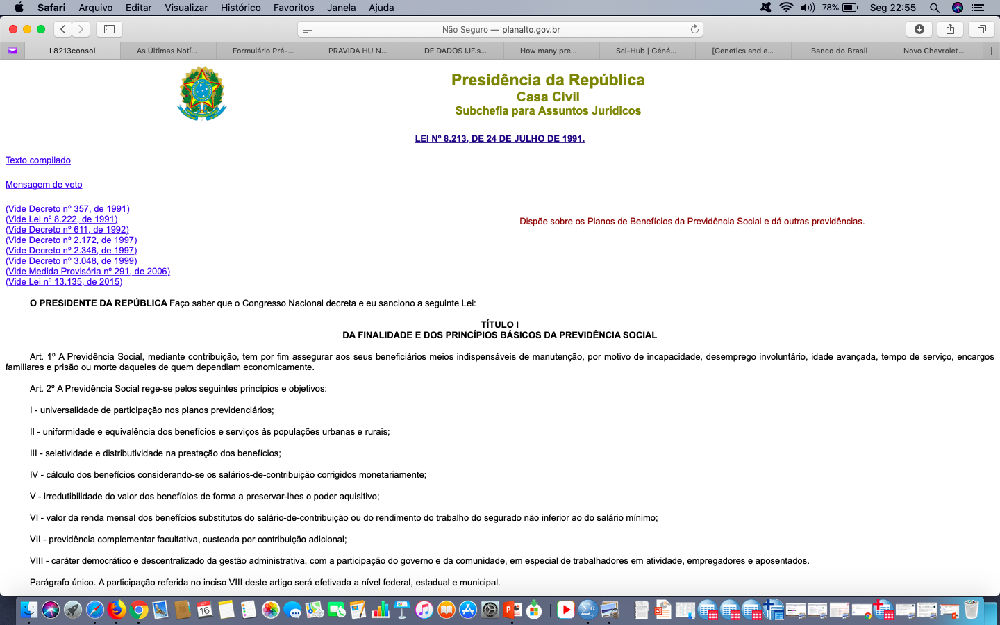 Safari Arquivo Editar Visualizar Histórico Favoritos Janela Ajuda 78% Seg 22:55
Não Seguro — planalto.gov.br
L8213consol As Últimas Notí... Formulário Pré-... PRAVIDA HU N... DE DADOS IJF.s... How many pre... Sci-Hub | Géné... [Genetics and e... Banco do Brasil Novo Chevrolet...
Presidência da República
Casa Civil
Subchefia para Assuntos Jurídicos
LEI Nº 8.213, DE 24 DE JULHO DE 1991.
Texto compilado
Mensagem de veto
(Vide Decreto nº 357, de 1991)
(Vide Lei nº 8.222, de 1991)
(Vide Decreto nº 611, de 1992)
(Vide Decreto nº 2.172, de 1997)
(Vide Decreto nº 2.346, de 1997)
(Vide Decreto nº 3.048, de 1999)
(Vide Medida Provisória nº 291, de 2006)
(Vide Lei nº 13.135, de 2015)
Dispõe sobre os Planos de Benefícios da Previdência Social e dá outras providências.
O PRESIDENTE DA REPÚBLICA Faço saber que o Congresso Nacional decreta e eu sanciono a seguinte Lei:
TÍTULO I
DA FINALIDADE E DOS PRINCÍPIOS BÁSICOS DA PREVIDÊNCIA SOCIAL
Art. 1º A Previdência Social, mediante contribuição, tem por fim assegurar aos seus beneficiários meios indispensáveis de manutenção, por motivo de incapacidade, desemprego involuntário, idade avançada, tempo de serviço, encargos
familiares e prisão ou morte daqueles de quem dependiam economicamente.
Art. 2º A Previdência Social rege-se pelos seguintes princípios e objetivos:
I - universalidade de participação nos planos previdenciários;
II - uniformidade e equivalência dos benefícios e serviços às populações urbanas e rurais;
III - seletividade e distributividade na prestação dos benefícios;
IV - cálculo dos benefícios considerando-se os salários-de-contribuição corrigidos monetariamente;
V - irredutibilidade do valor dos benefícios de forma a preservar-lhes o poder aquisitivo;
VI - valor da renda mensal dos benefícios substitutos do salário-de-contribuição ou do rendimento do trabalho do segurado não inferior ao do salário mínimo;
VII - previdência complementar facultativa, custeada por contribuição adicional;
VIII - caráter democrático e descentralizado da gestão administrativa, com a participação do governo e da comunidade, em especial de trabalhadores em atividade, empregadores e aposentados.
Parágrafo único. A participação referida no inciso VIII deste artigo será efetivada a nível federal, estadual e municipal.
SET
16